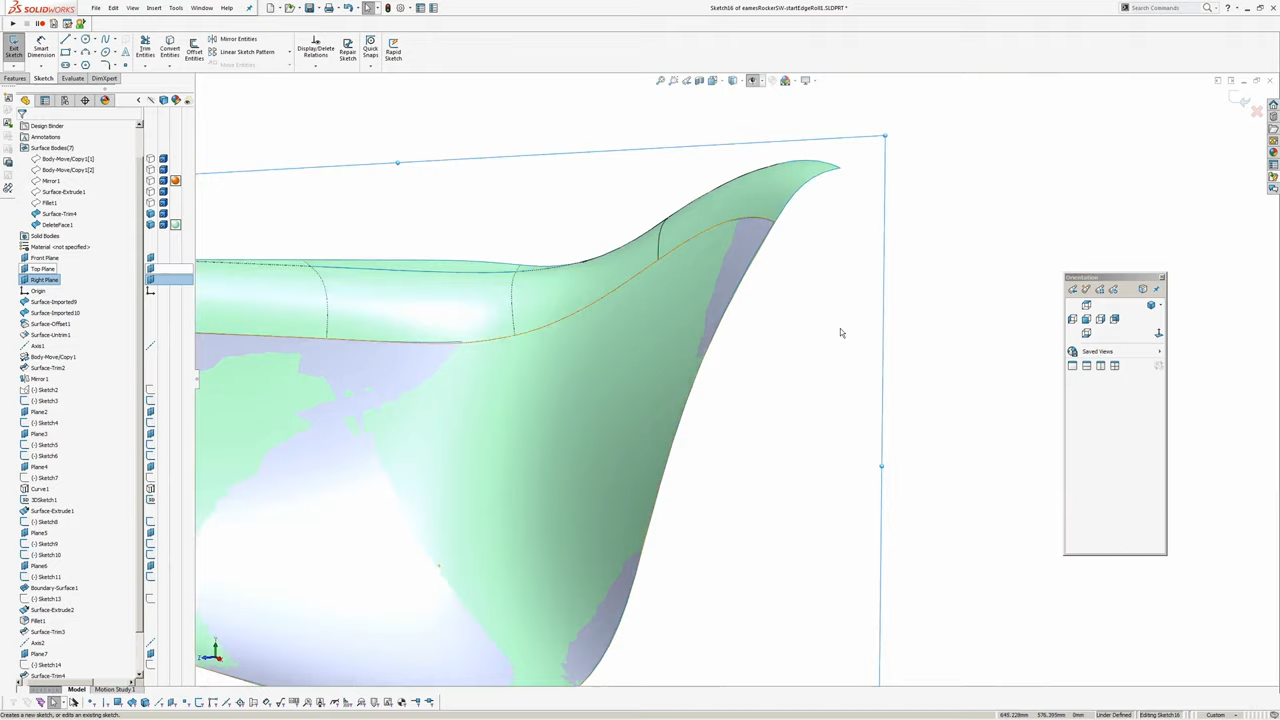 SOLIDWORKS File Edit View Insert Tools Window Help Sketch16 of eamesRockerSW-startEdgeRoll1.SLDPRT* Search Commands
Exit Sketch Smart Dimension Trim Entities Convert Entities Offset Entities Mirror Entities Display/Delete Relations Repair Sketch Quick Snaps Rapid Sketch
Linear Sketch Pattern
Move Entities
Features Sketch Evaluate DimXpert
Design Binder
Annotations
Surface Bodies(7)
Body-Move/Copy1[1]
Body-Move/Copy1[2]
Mirror1
Surface-Extrude1
Fillet1
Surface-Trim4
DeleteFace1
Solid Bodies
Material <not specified>
Front Plane
Top Plane
Right Plane
Origin
Surface-Imported9
Surface-Imported10
Surface-Offset1
Surface-Untrim1
Axis1
Body-Move/Copy1
Surface-Trim2
Mirror1
(-) Sketch2
(-) Sketch3
Plane2
(-) Sketch4
Plane3
(-) Sketch5
(-) Sketch6
Plane4
(-) Sketch7
Curve1
3DSketch1
Surface-Extrude1
(-) Sketch8
Plane5
(-) Sketch9
(-) Sketch10
Plane6
(-) Sketch11
Boundary-Surface1
(-) Sketch13
Surface-Extrude2
Fillet1
Surface-Trim3
Axis2
Plane7
(-) Sketch14
Surface-Trim4
Orientation
Saved Views
Model Motion Study 1
Creates a new sketch, or edits an existing sketch. 645.228mm 576.395mm 0mm Under Defined Editing Sketch16 Custom